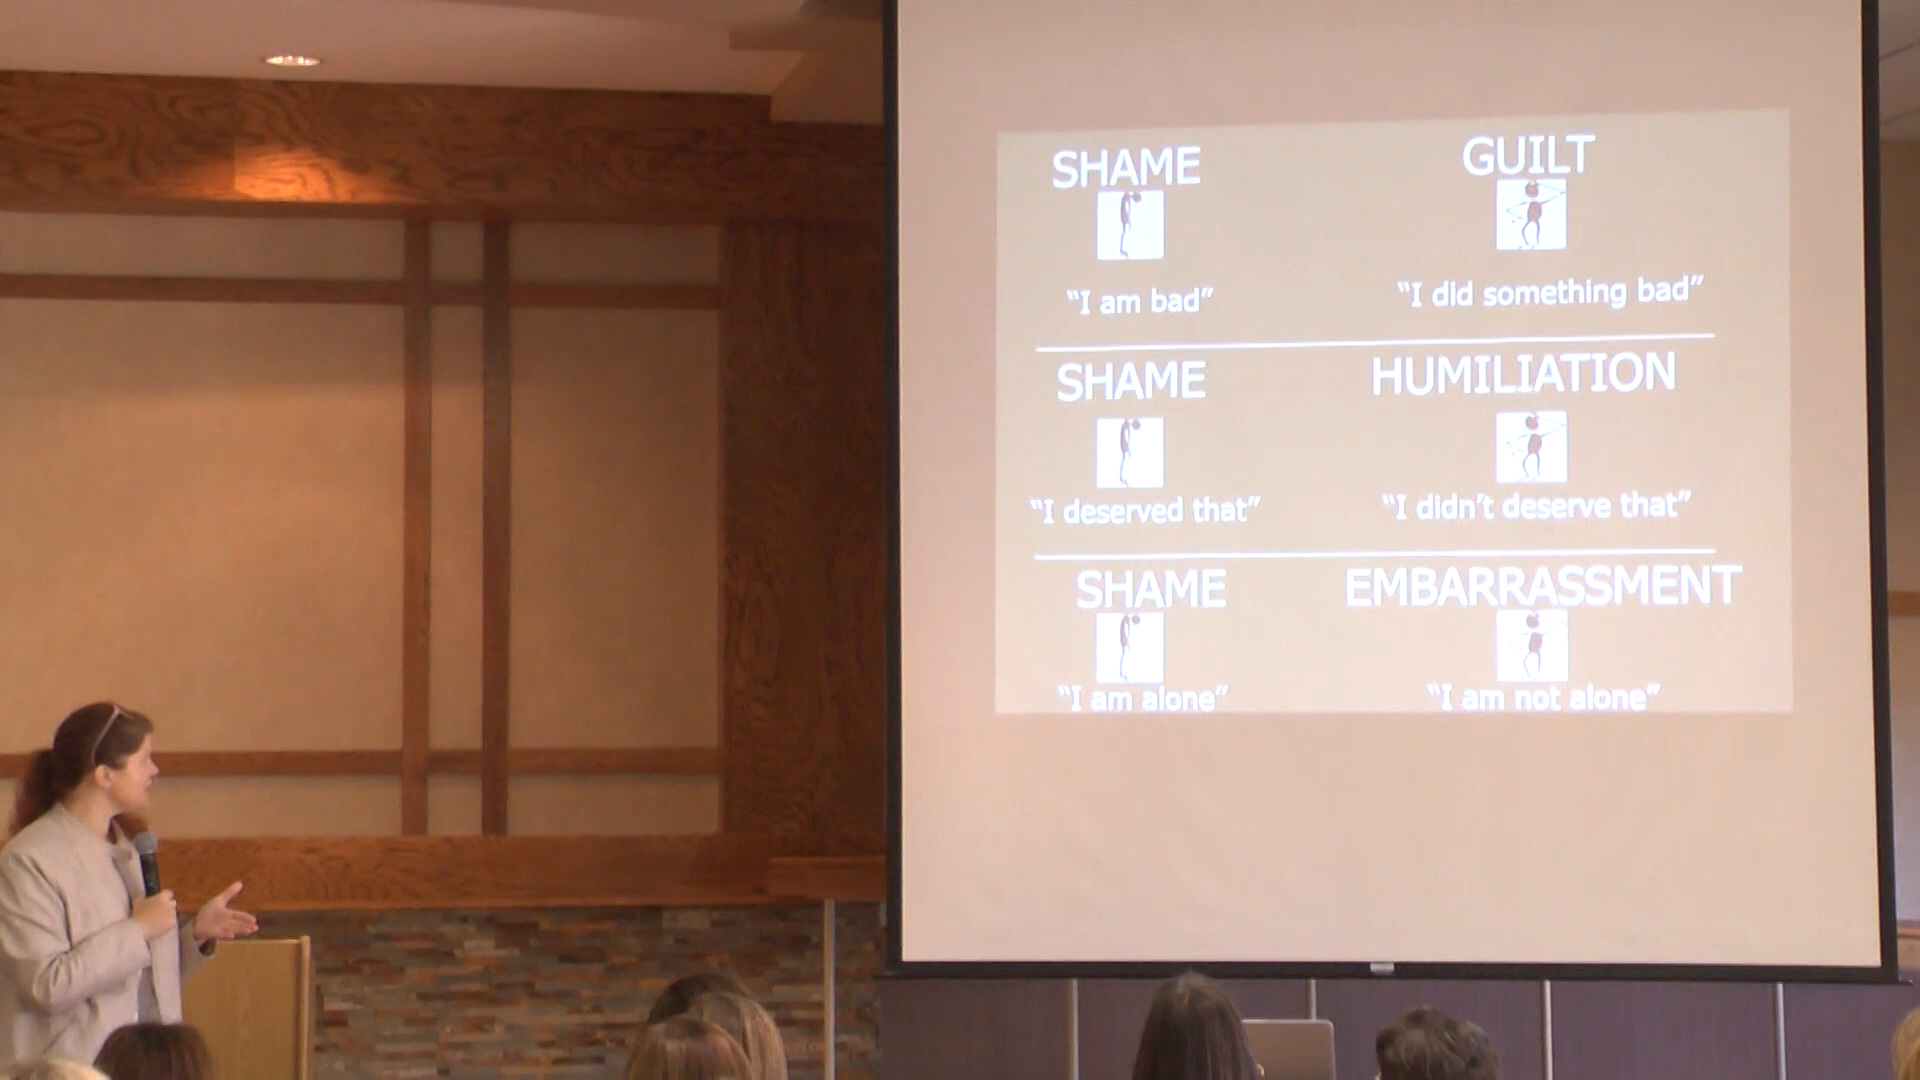 SHAME GUILT
“I am bad” “I did something bad”
SHAME HUMILIATION
“I deserved that” “I didn’t deserve that”
SHAME EMBARRASSMENT
“I am alone” “I am not alone”